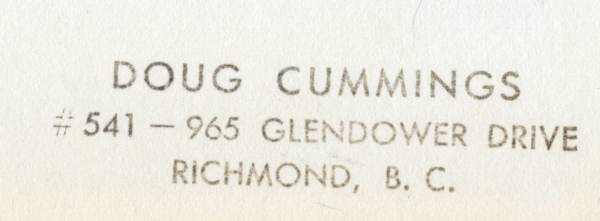 DOUG CUMMINGS
# 541 – 965 GLENDOWER DRIVE
RICHMOND, B. C.